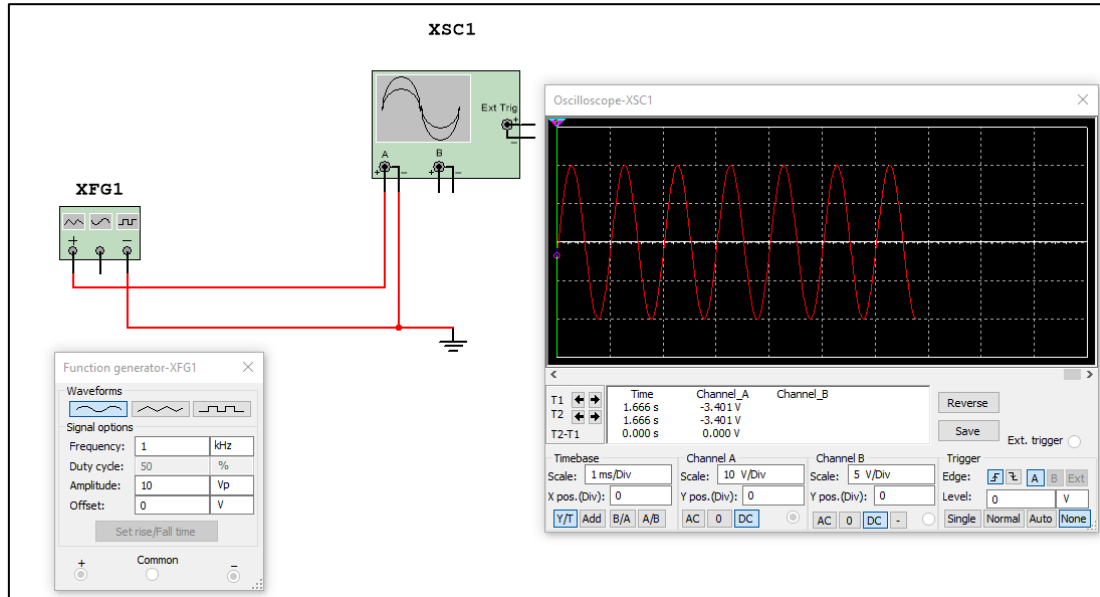 XSC1
Ext Trig
+
−
A
B
+ − + −
XFG1
+ −
Function generator-XFG1
Waveforms
Signal options
Frequency: 1 kHz
Duty cycle: 50 %
Amplitude: 10 Vp
Offset: 0 V
Set rise/Fall time
+ Common −
Oscilloscope-XSC1
Time Channel_A Channel_B
T1 1.666 s -3.401 V
T2 1.666 s -3.401 V
T2-T1 0.000 s 0.000 V
Reverse
Save
Ext. trigger
Timebase
Scale: 1 ms/Div
X pos.(Div): 0
Y/T Add B/A A/B
Channel A
Scale: 10 V/Div
Y pos.(Div): 0
AC 0 DC
Channel B
Scale: 5 V/Div
Y pos.(Div): 0
AC 0 DC -
Trigger
Edge: A B Ext
Level: 0 V
Single Normal Auto None